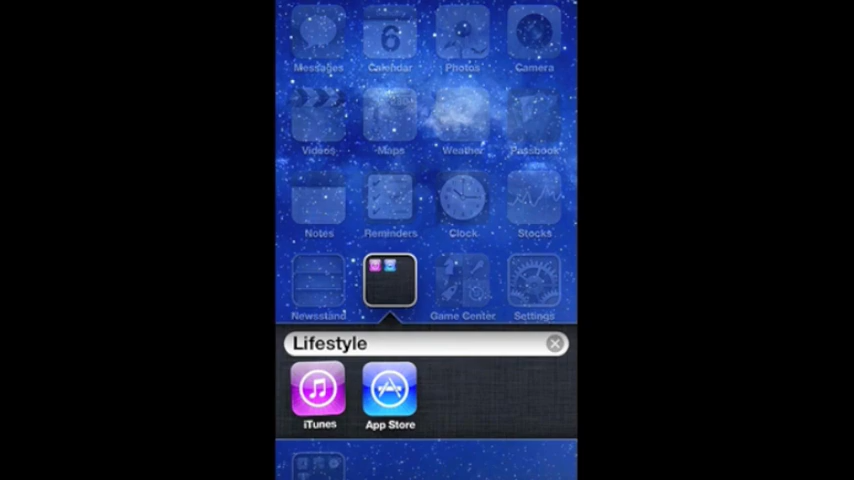 Messages Calendar Photos Camera
6
Videos Maps Weather Passbook
Notes Reminders Clock Stocks
Newsstand Game Center Settings
Lifestyle
iTunes App Store